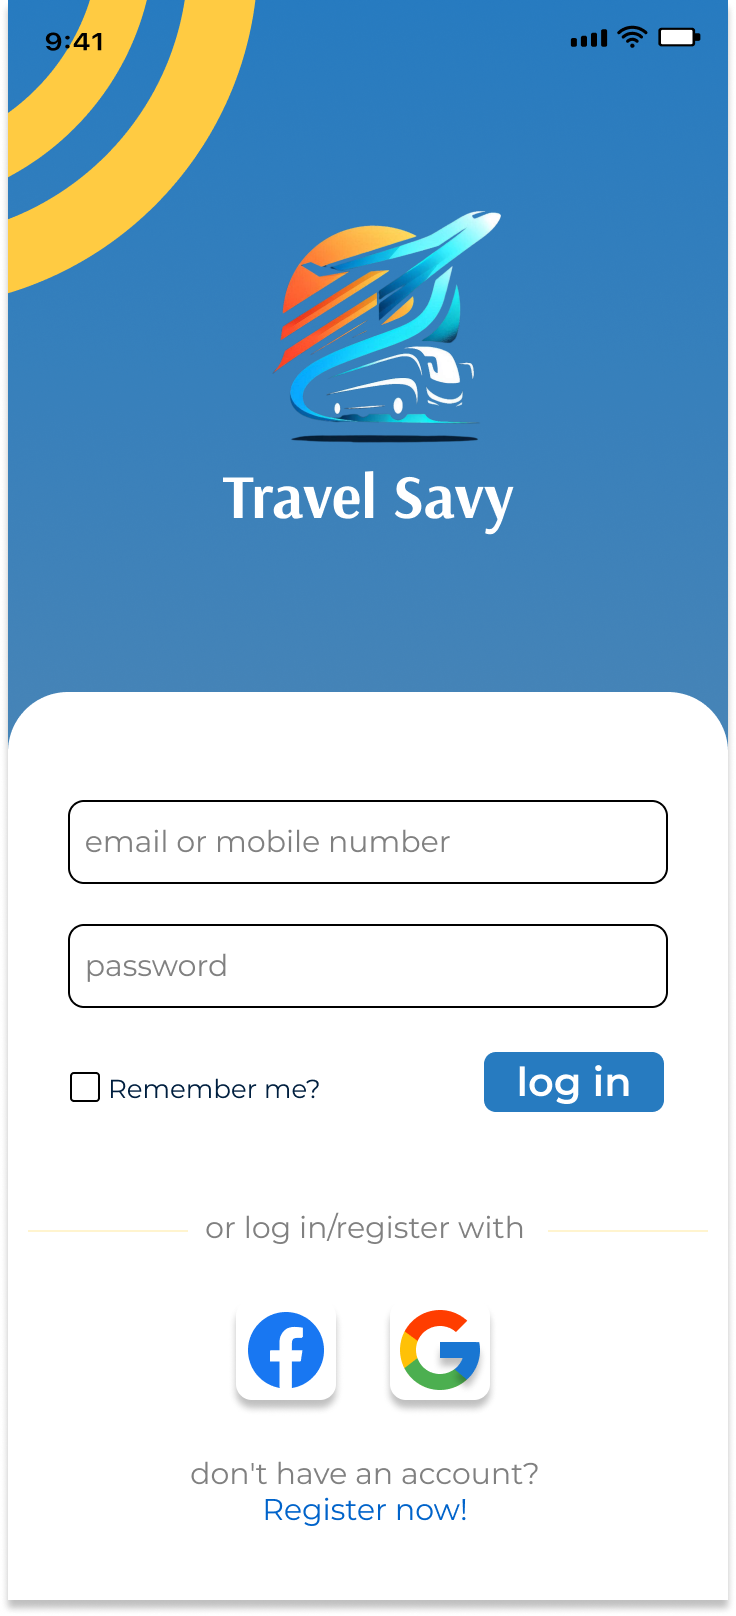 9:41
Travel Savy
email or mobile number
password
Remember me?
log in
or log in/register with
don't have an account?
Register now!